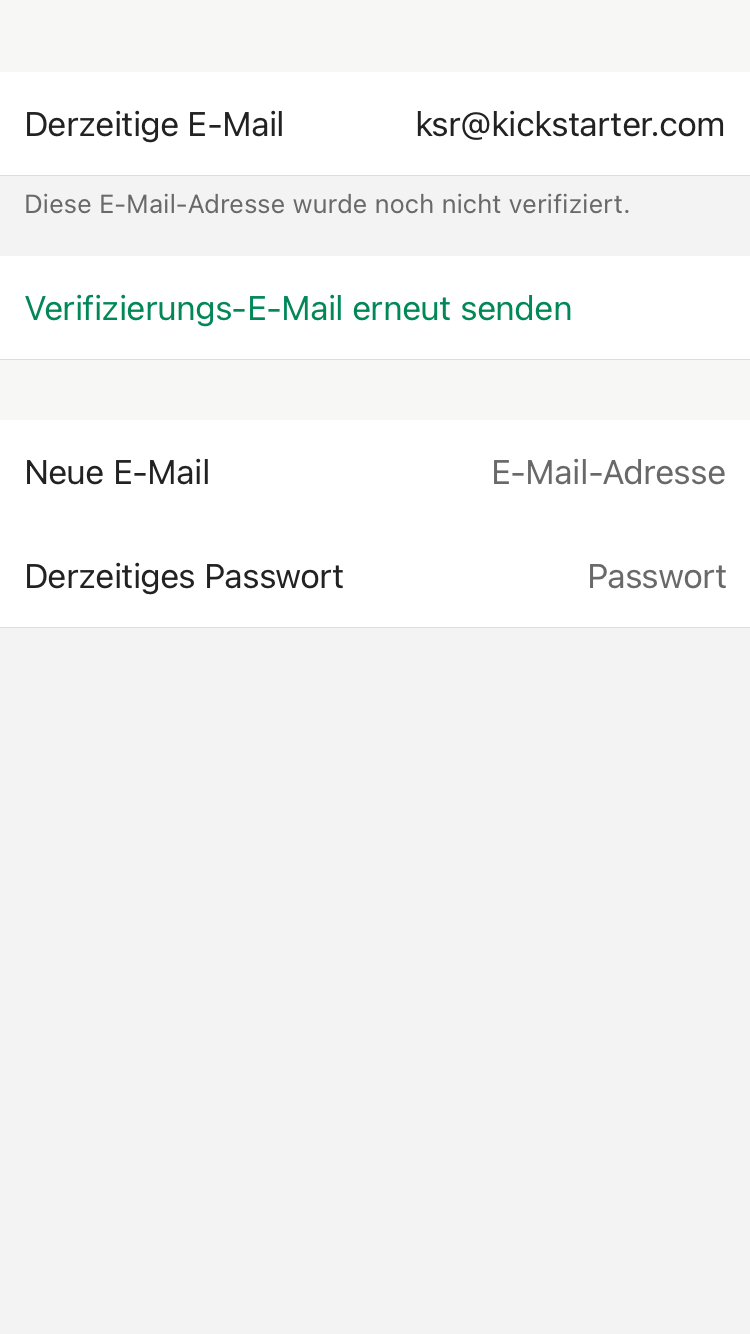 Derzeitige E-Mail ksr@kickstarter.com
Diese E-Mail-Adresse wurde noch nicht verifiziert.
Verifizierungs-E-Mail erneut senden
Neue E-Mail E-Mail-Adresse
Derzeitiges Passwort Passwort